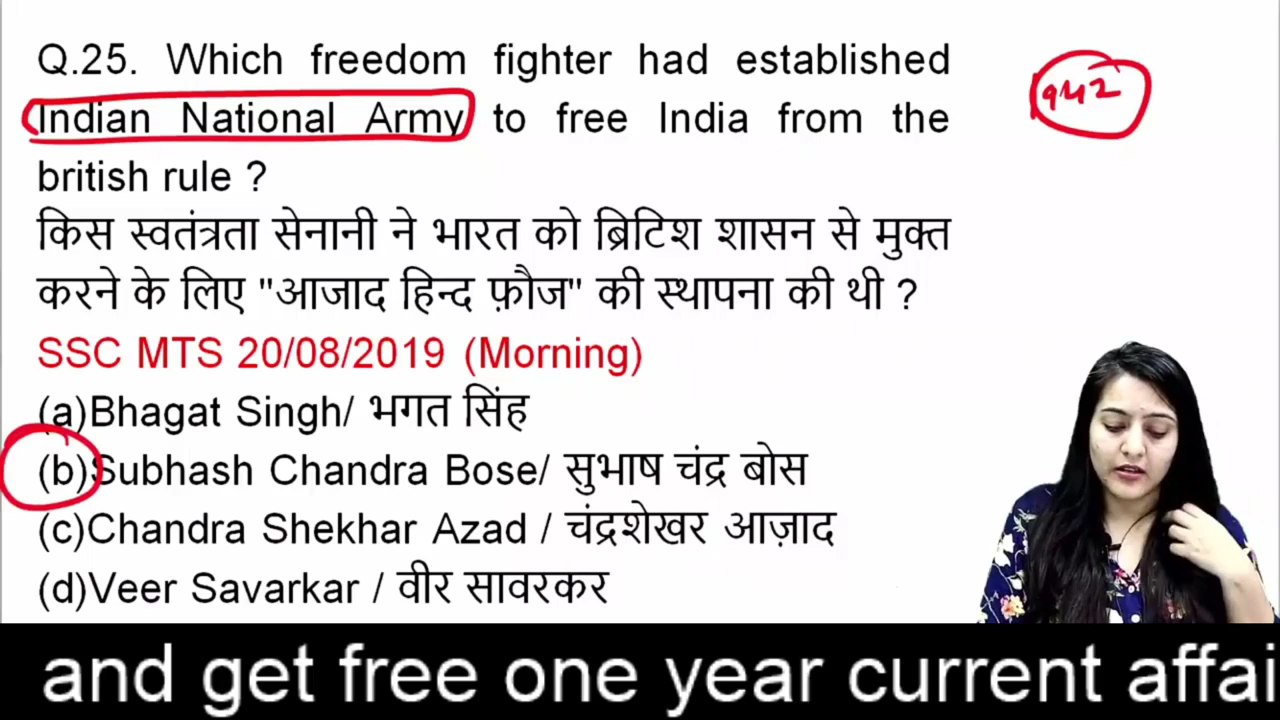 Q.25. Which freedom fighter had established
Indian National Army to free India from the
british rule ?
किस स्वतंत्रता सेनानी ने भारत को ब्रिटिश शासन से मुक्त
करने के लिए "आजाद हिन्द फ़ौज" की स्थापना की थी ?
SSC MTS 20/08/2019 (Morning)
(a)Bhagat Singh/ भगत सिंह
(b)Subhash Chandra Bose/ सुभाष चंद्र बोस
(c)Chandra Shekhar Azad / चंद्रशेखर आज़ाद
(d)Veer Savarkar / वीर सावरकर
and get free one year current affai